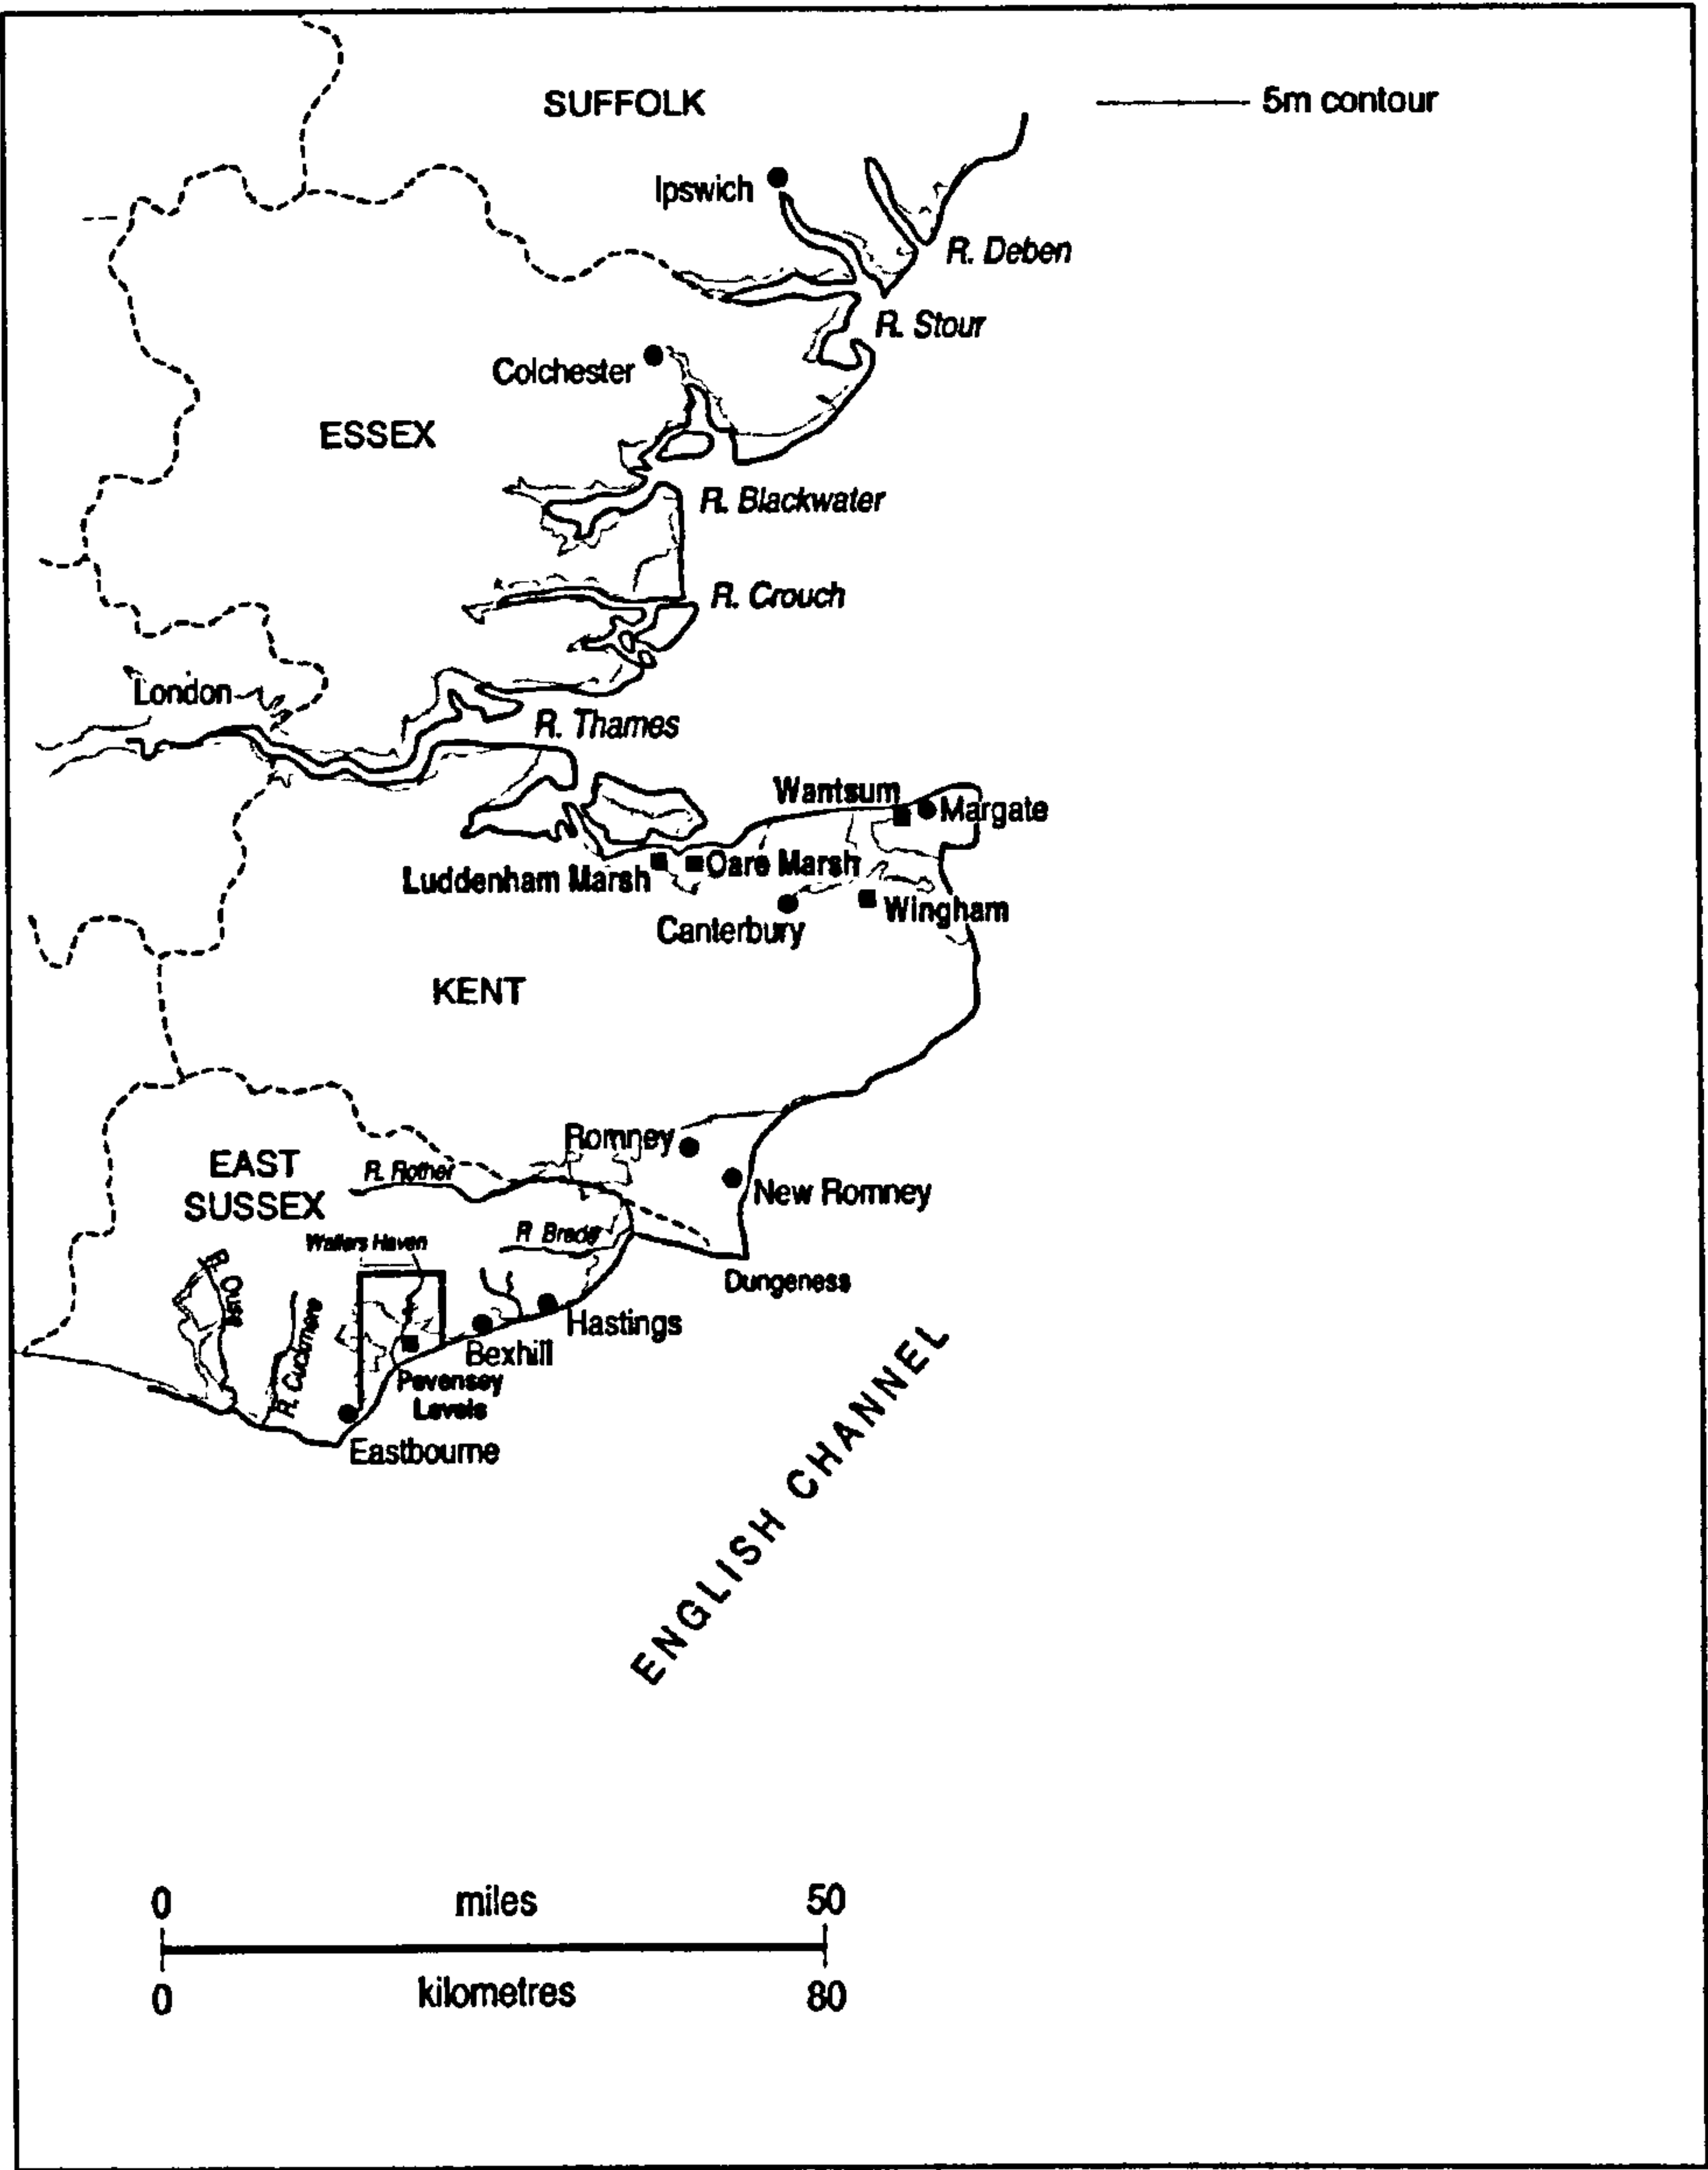 SUFFOLK
5m contour
Ipswich
R. Deben
R. Stour
Colchester
ESSEX
R. Blackwater
R. Crouch
London
R. Thames
Wantsum
Margate
Luddenham Marsh
Oare Marsh
Wingham
Canterbury
KENT
Romney
EAST
SUSSEX
R. Rother
New Romney
R. Brede
Wallers Haven
R. Ouse
Dungeness
R. Cuckmere
Hastings
Bexhill
Pevensey
Levels
Eastbourne
ENGLISH CHANNEL
0 miles 50
0 kilometres 80